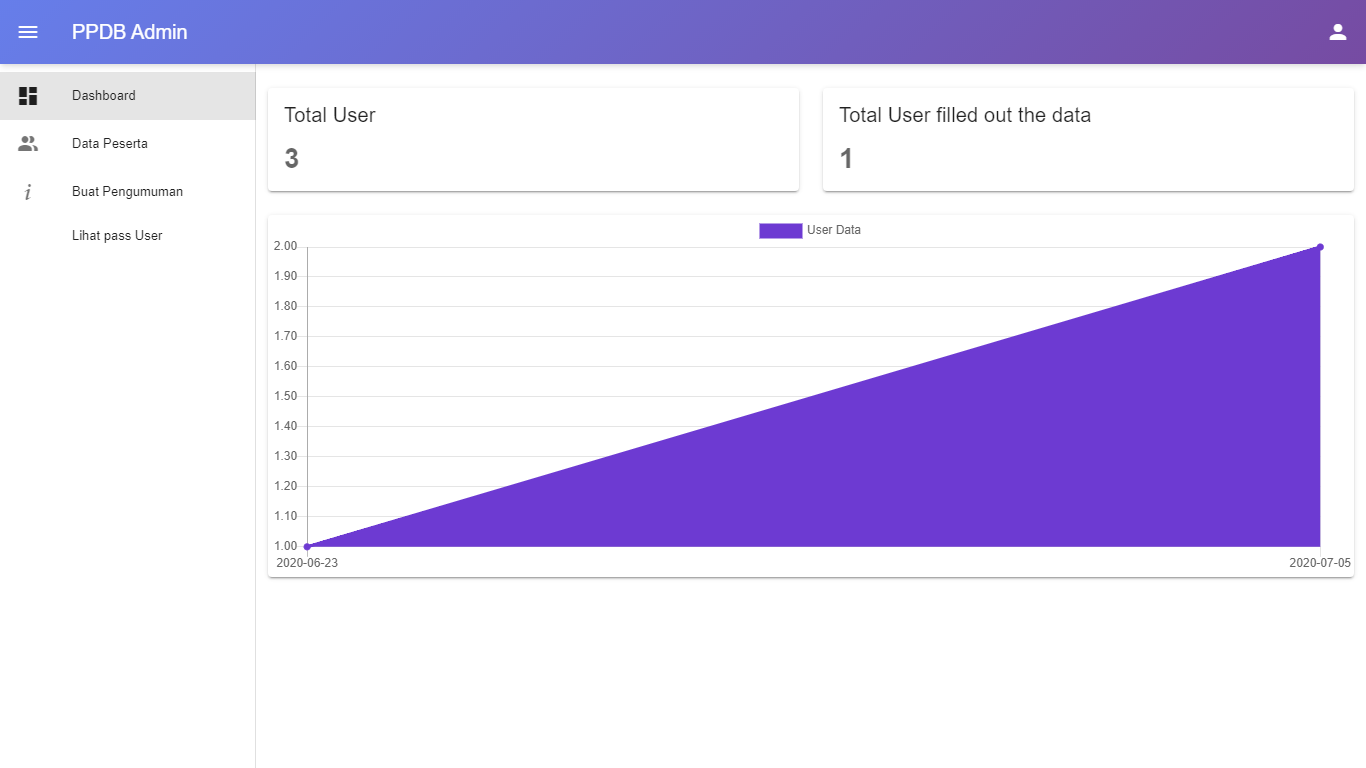 PPDB Admin
Dashboard
Data Peserta
i
Buat Pengumuman
Lihat pass User
Total User
3
Total User filled out the data
1
User Data
2.00
1.90
1.80
1.70
1.60
1.50
1.40
1.30
1.20
1.10
1.00
2020-06-23
2020-07-05